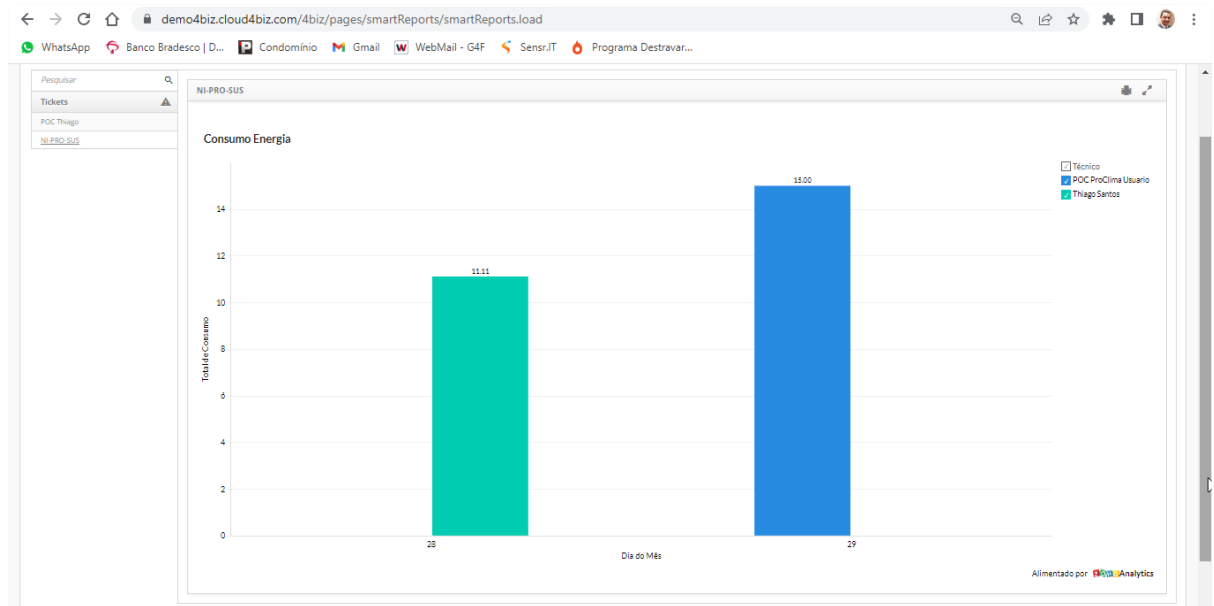 demo4biz.cloud4biz.com/4biz/pages/smartReports/smartReports.load
WhatsApp Banco Bradesco | D... Condomínio Gmail WebMail - G4F Sensr.IT Programa Destravar...
Pesquisar
Tickets
POC Thiago
NI-PRO-SUS
NI-PRO-SUS
Consumo Energia
Técnico
POC ProClima Usuario
Thiago Santos
15.00
11.11
14
12
10
8
6
4
2
0
Total de Consumo
28 29
Dia do Mês
Alimentado por ZOHO Analytics